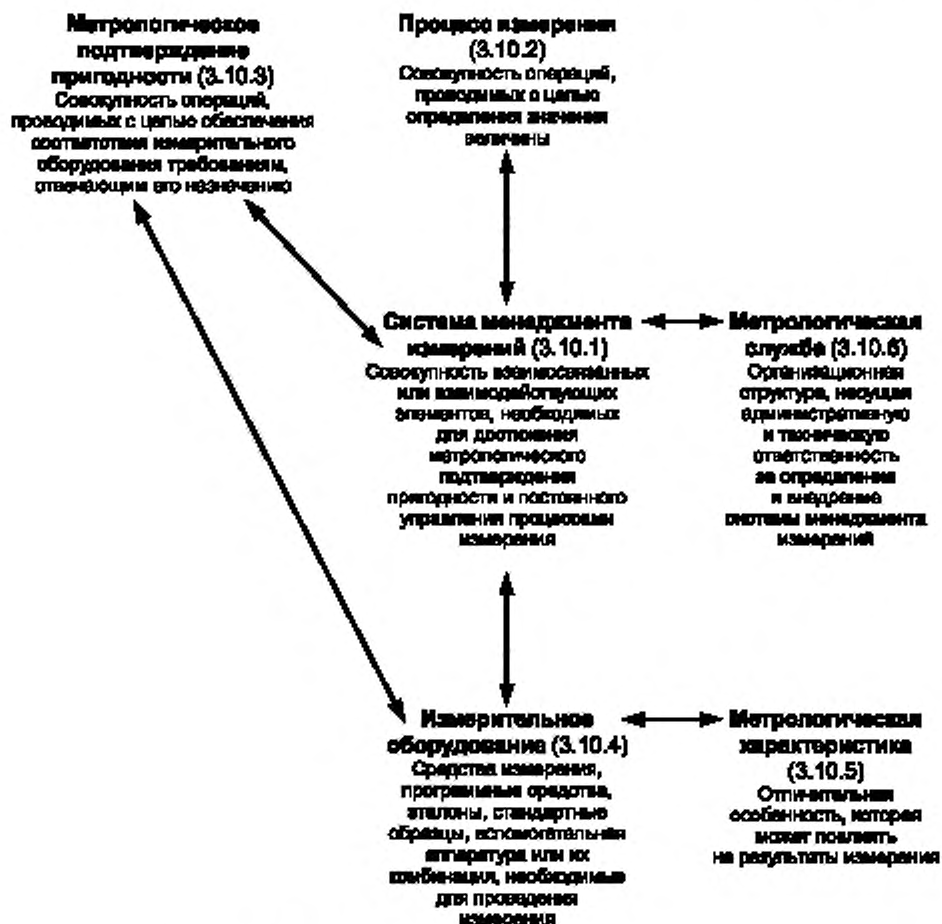 Метрологическое
подтверждение
пригодности (3.10.3)
Совокупность операций,
проводимых с целью обеспечения
соответствия измерительного
оборудования требованиям,
отвечающим его назначению
Процесс измерения
(3.10.2)
Совокупность операций,
проводимых с целью
определения значения
величины
Система менеджмента
измерений (3.10.1)
Совокупность взаимосвязанных
или взаимодействующих
элементов, необходимых
для достижения
метрологического
подтверждения
пригодности и постоянного
управления процессами
измерения
Метрологическая
служба (3.10.6)
Организационная
структура, несущая
административную
и техническую
ответственность
за определение
и внедрение
системы менеджмента
измерений
Измерительное
оборудование (3.10.4)
Средства измерения,
программные средства,
эталоны, стандартные
образцы, вспомогательная
аппаратура или их
комбинация, необходимые
для проведения
измерения
Метрологическая
характеристика
(3.10.5)
Отличительная
особенность, которая
может повлиять
на результаты измерения